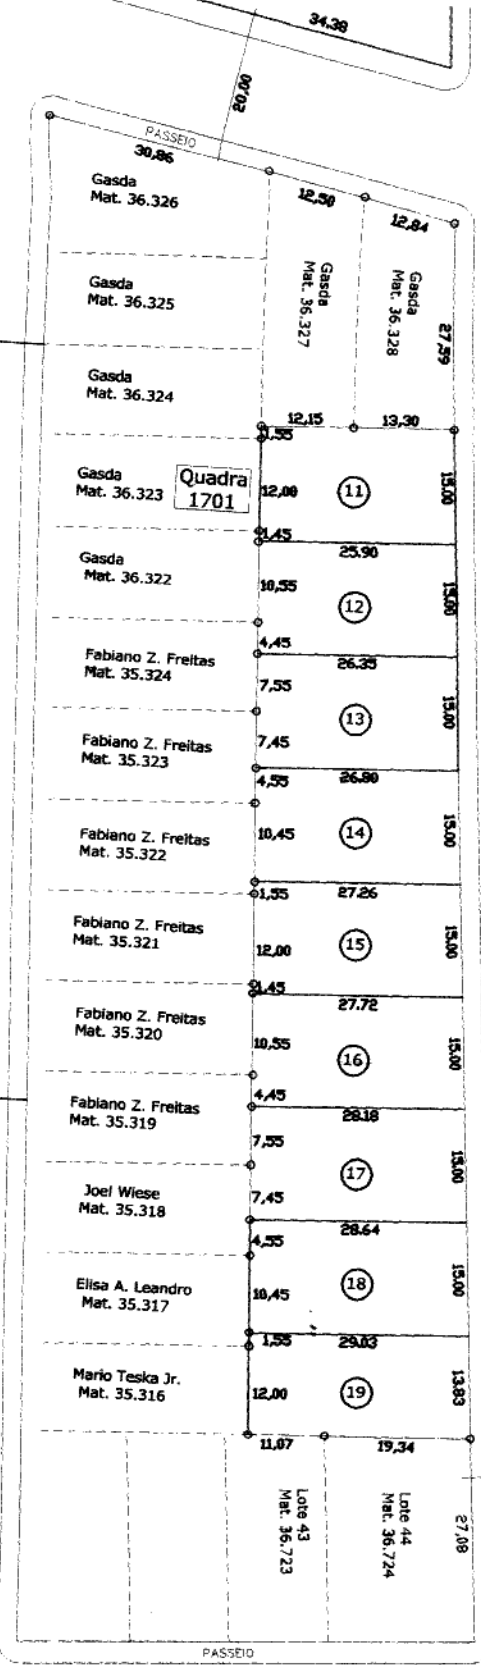 34.38
20,00
PASSEIO
30,86
12,50
12,84
Gasda
Mat. 36.326
Gasda
Mat. 36.327
Gasda
Mat. 36.328
27,59
Gasda
Mat. 36.325
Gasda
Mat. 36.324
12,15
13,30
1,55
Gasda
Mat. 36.323
Quadra
1701
12,00
11
15.00
1,45
25.90
Gasda
Mat. 36.322
10,55
12
15.00
4,45
26.35
Fabiano Z. Freitas
Mat. 35.324
7,55
13
15.00
Fabiano Z. Freitas
Mat. 35.323
7,45
4,55
26.80
Fabiano Z. Freitas
Mat. 35.322
10,45
14
15.00
1,55
27.26
Fabiano Z. Freitas
Mat. 35.321
12,00
15
15.00
1,45
27.72
Fabiano Z. Freitas
Mat. 35.320
10,55
16
15.00
4,45
28.18
Fabiano Z. Freitas
Mat. 35.319
7,55
17
15.00
Joel Wiese
Mat. 35.318
7,45
4,55
28.64
Elisa A. Leandro
Mat. 35.317
10,45
18
15.00
1,55
29.03
Mario Teska Jr.
Mat. 35.316
12,00
19
13.83
11,07
19,34
Lote 43
Mat. 36.723
Lote 44
Mat. 36.724
27,08
PASSEIO